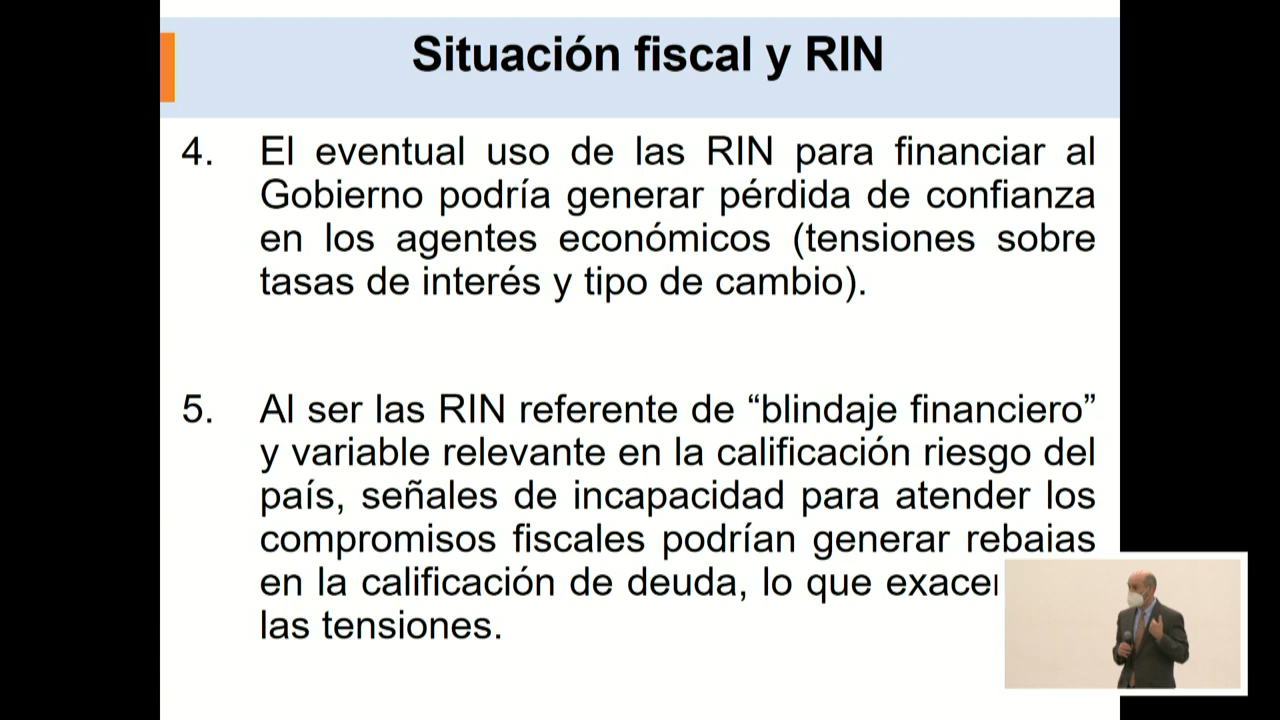 Situación fiscal y RIN
4. El eventual uso de las RIN para financiar al
Gobierno podría generar pérdida de confianza
en los agentes económicos (tensiones sobre
tasas de interés y tipo de cambio).
5. Al ser las RIN referente de “blindaje financiero”
y variable relevante en la calificación riesgo del
país, señales de incapacidad para atender los
compromisos fiscales podrían generar rebajas
en la calificación de deuda, lo que
las tensiones.